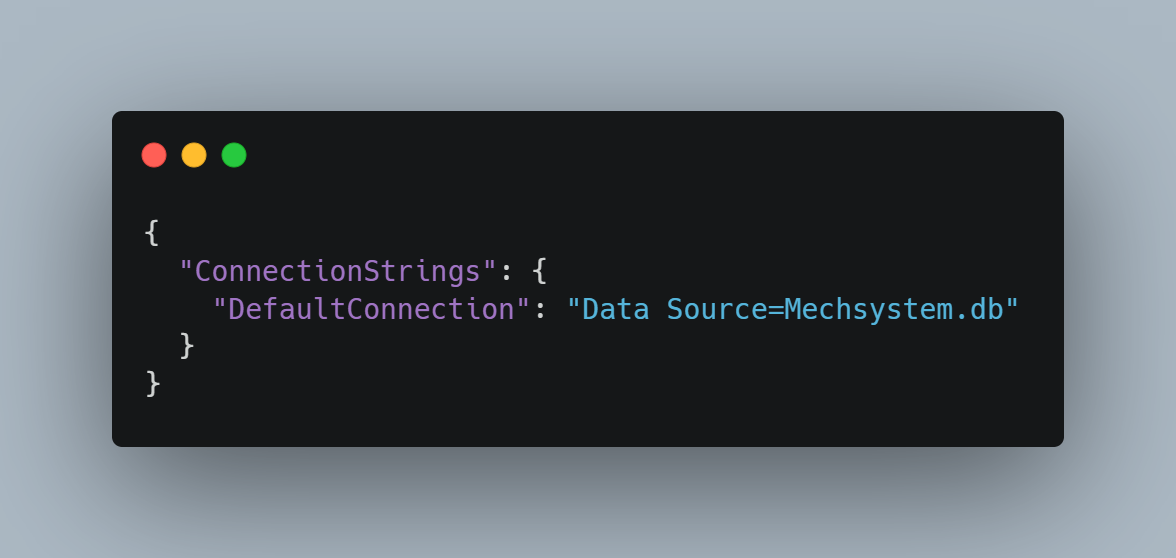 {
  "ConnectionStrings": {
    "DefaultConnection": "Data Source=Mechsystem.db"
  }
}